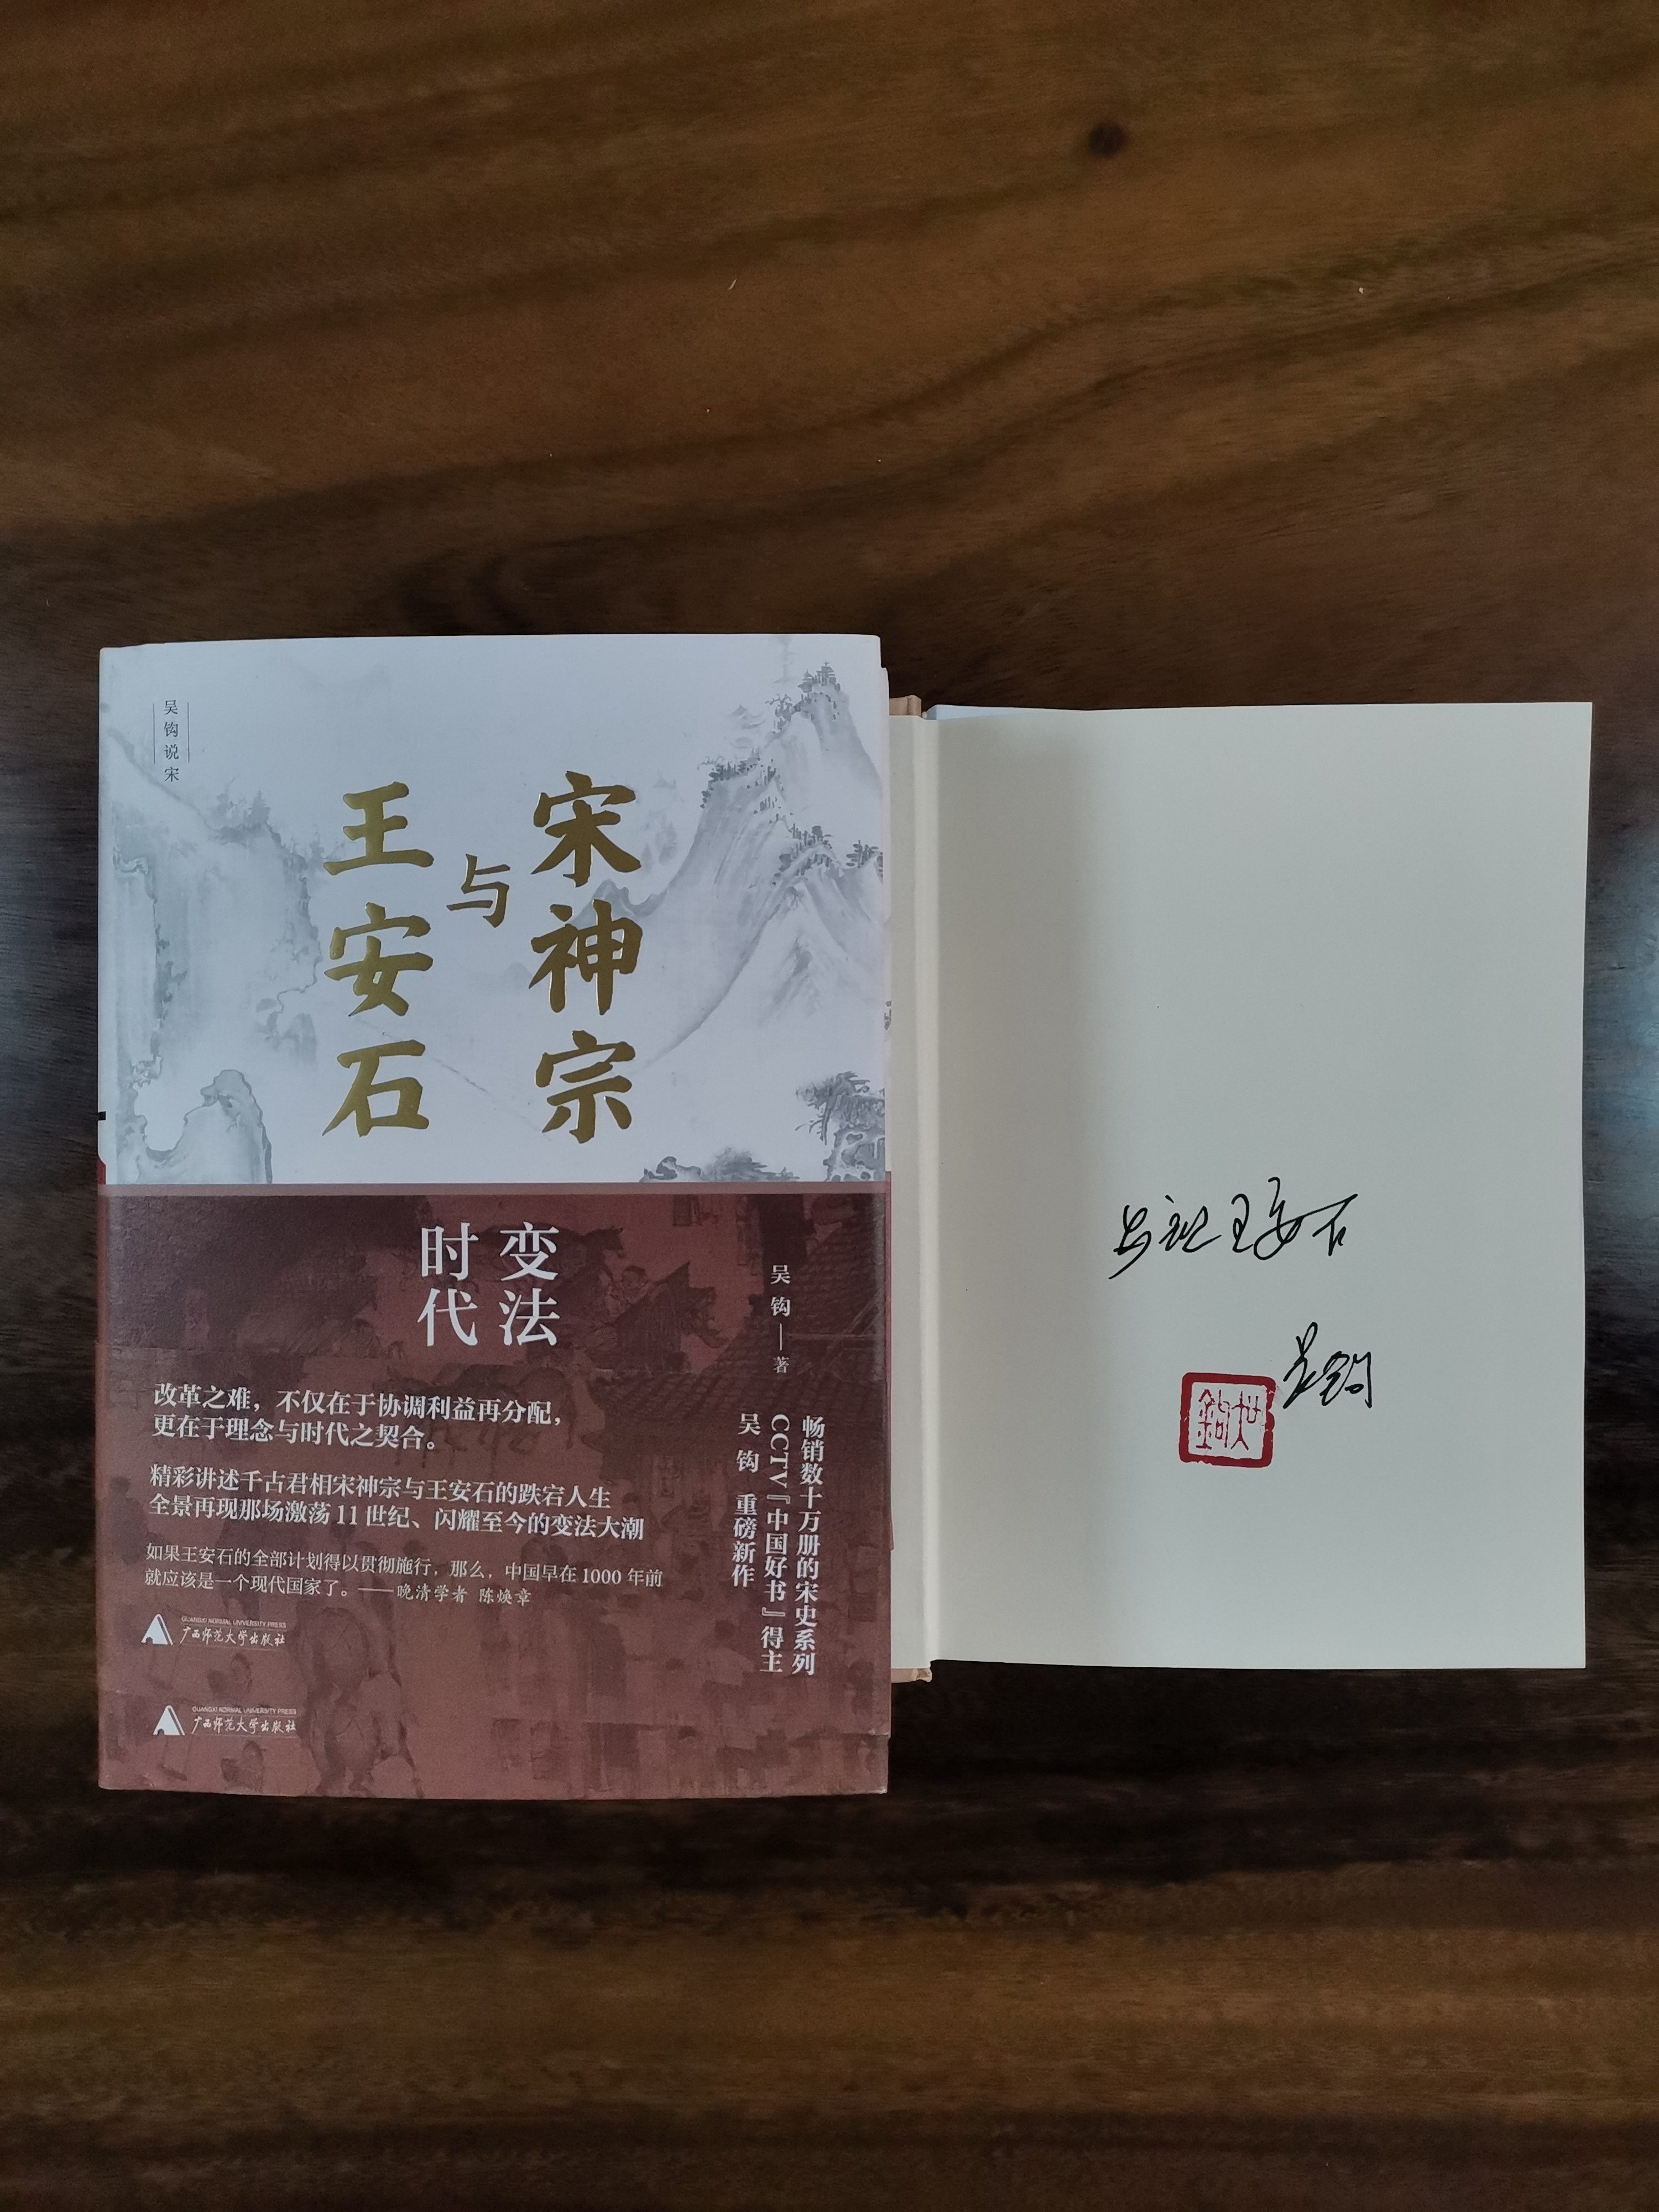 吴钩说宋
宋神宗
与
王安石
变法
时代
吴钩——著
改革之难，不仅在于协调利益再分配，
更在于理念与时代之契合。
精彩讲述千古君相宋神宗与王安石的跌宕人生
全景再现那场激荡11世纪、闪耀至今的变法大潮
如果王安石的全部计划得以贯彻施行，那么，中国早在1000年前
就应该是一个现代国家了。——晚清学者 陈焕章
畅销数十万册的宋史系列
CCTV『中国好书』得主
吴钩 重磅新作
GUANGXI NORMAL UNIVERSITY PRESS
广西师范大学出版社
GUANGXI NORMAL UNIVERSITY PRESS
广西师范大学出版社
王安石
吴钩